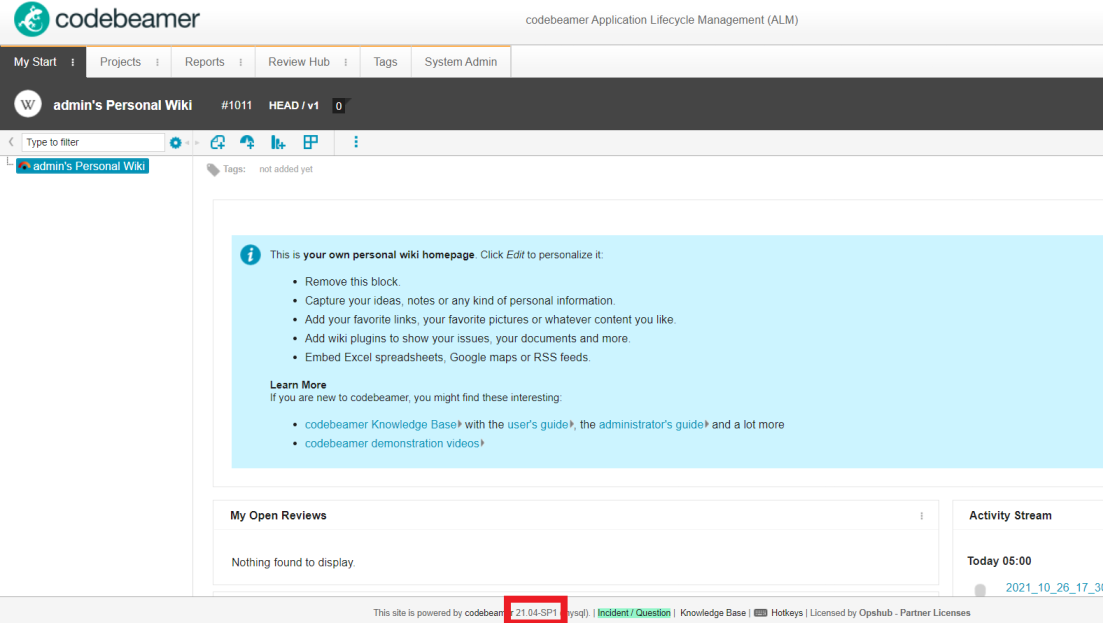 codebeamer
codebeamer Application Lifecycle Management (ALM)
My Start Projects Reports Review Hub Tags System Admin
W admin's Personal Wiki #1011 HEAD / v1 0
Type to filter
admin's Personal Wiki
Tags: not added yet
This is your own personal wiki homepage. Click Edit to personalize it:
• Remove this block.
• Capture your ideas, notes or any kind of personal information.
• Add your favorite links, your favorite pictures or whatever content you like.
• Add wiki plugins to show your issues, your documents and more.
• Embed Excel spreadsheets, Google maps or RSS feeds.
Learn More
If you are new to codebeamer, you might find these interesting:
• codebeamer Knowledge Base with the user's guide, the administrator's guide and a lot more
• codebeamer demonstration videos
My Open Reviews
Nothing found to display.
Activity Stream
Today 05:00
2021_10_26_17_30
This site is powered by codebeamer 21.04-SP1 (mysql). | Incident / Question | Knowledge Base | Hotkeys | Licensed by Opshub - Partner Licenses